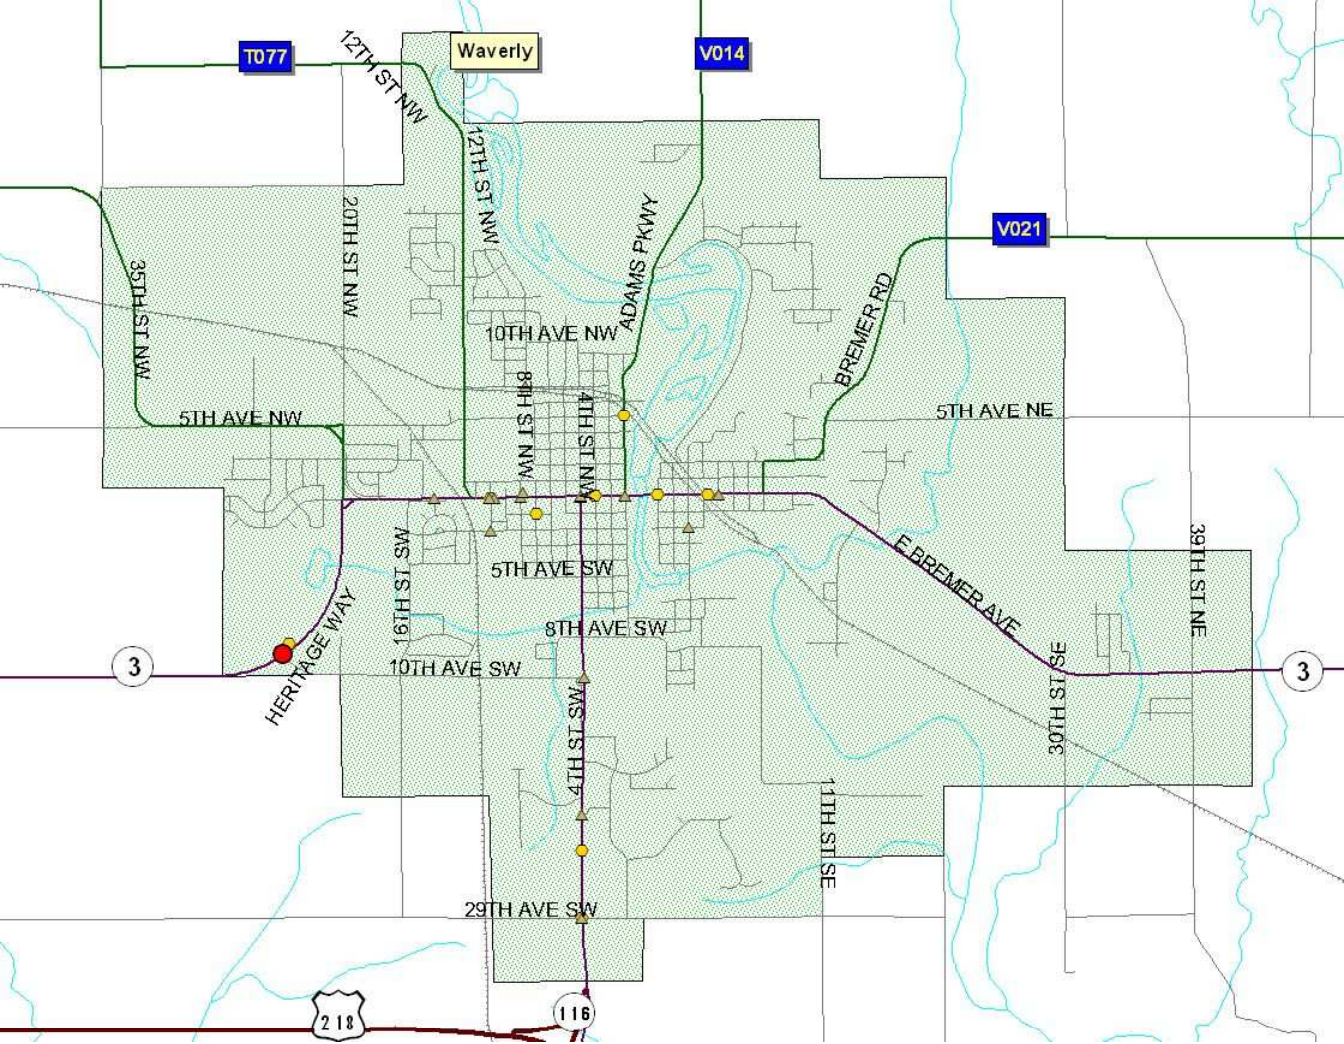 12TH ST NW
Waverly
T077
V014
12TH ST NW
20TH ST NW
ADAMS PKWY
V021
35TH ST NW
BREMER RD
10TH AVE NW
8TH ST NW
4TH ST NW
5TH AVE NW
5TH AVE NE
16TH ST SW
5TH AVE SW
E BREMER AVE
39TH ST NE
HERITAGE WAY
8TH AVE SW
3
10TH AVE SW
30TH ST SE
3
4TH ST SW
11TH ST SE
29TH AVE SW
218
116